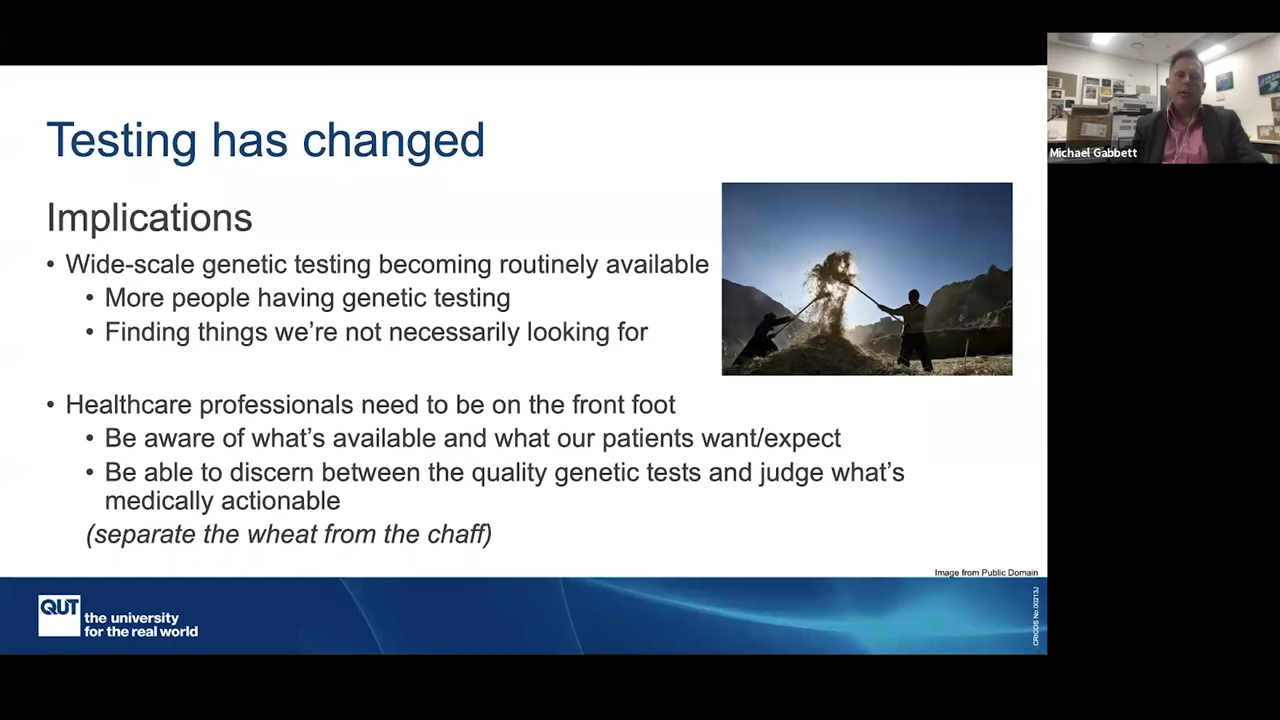 Testing has changed
Implications
• Wide-scale genetic testing becoming routinely available
• More people having genetic testing
• Finding things we're not necessarily looking for
• Healthcare professionals need to be on the front foot
• Be aware of what's available and what our patients want/expect
• Be able to discern between the quality genetic tests and judge what's
medically actionable
(separate the wheat from the chaff)
Image from Public Domain
QUT
the university
for the real world
CRICOS No.00213J
Michael Gabbett